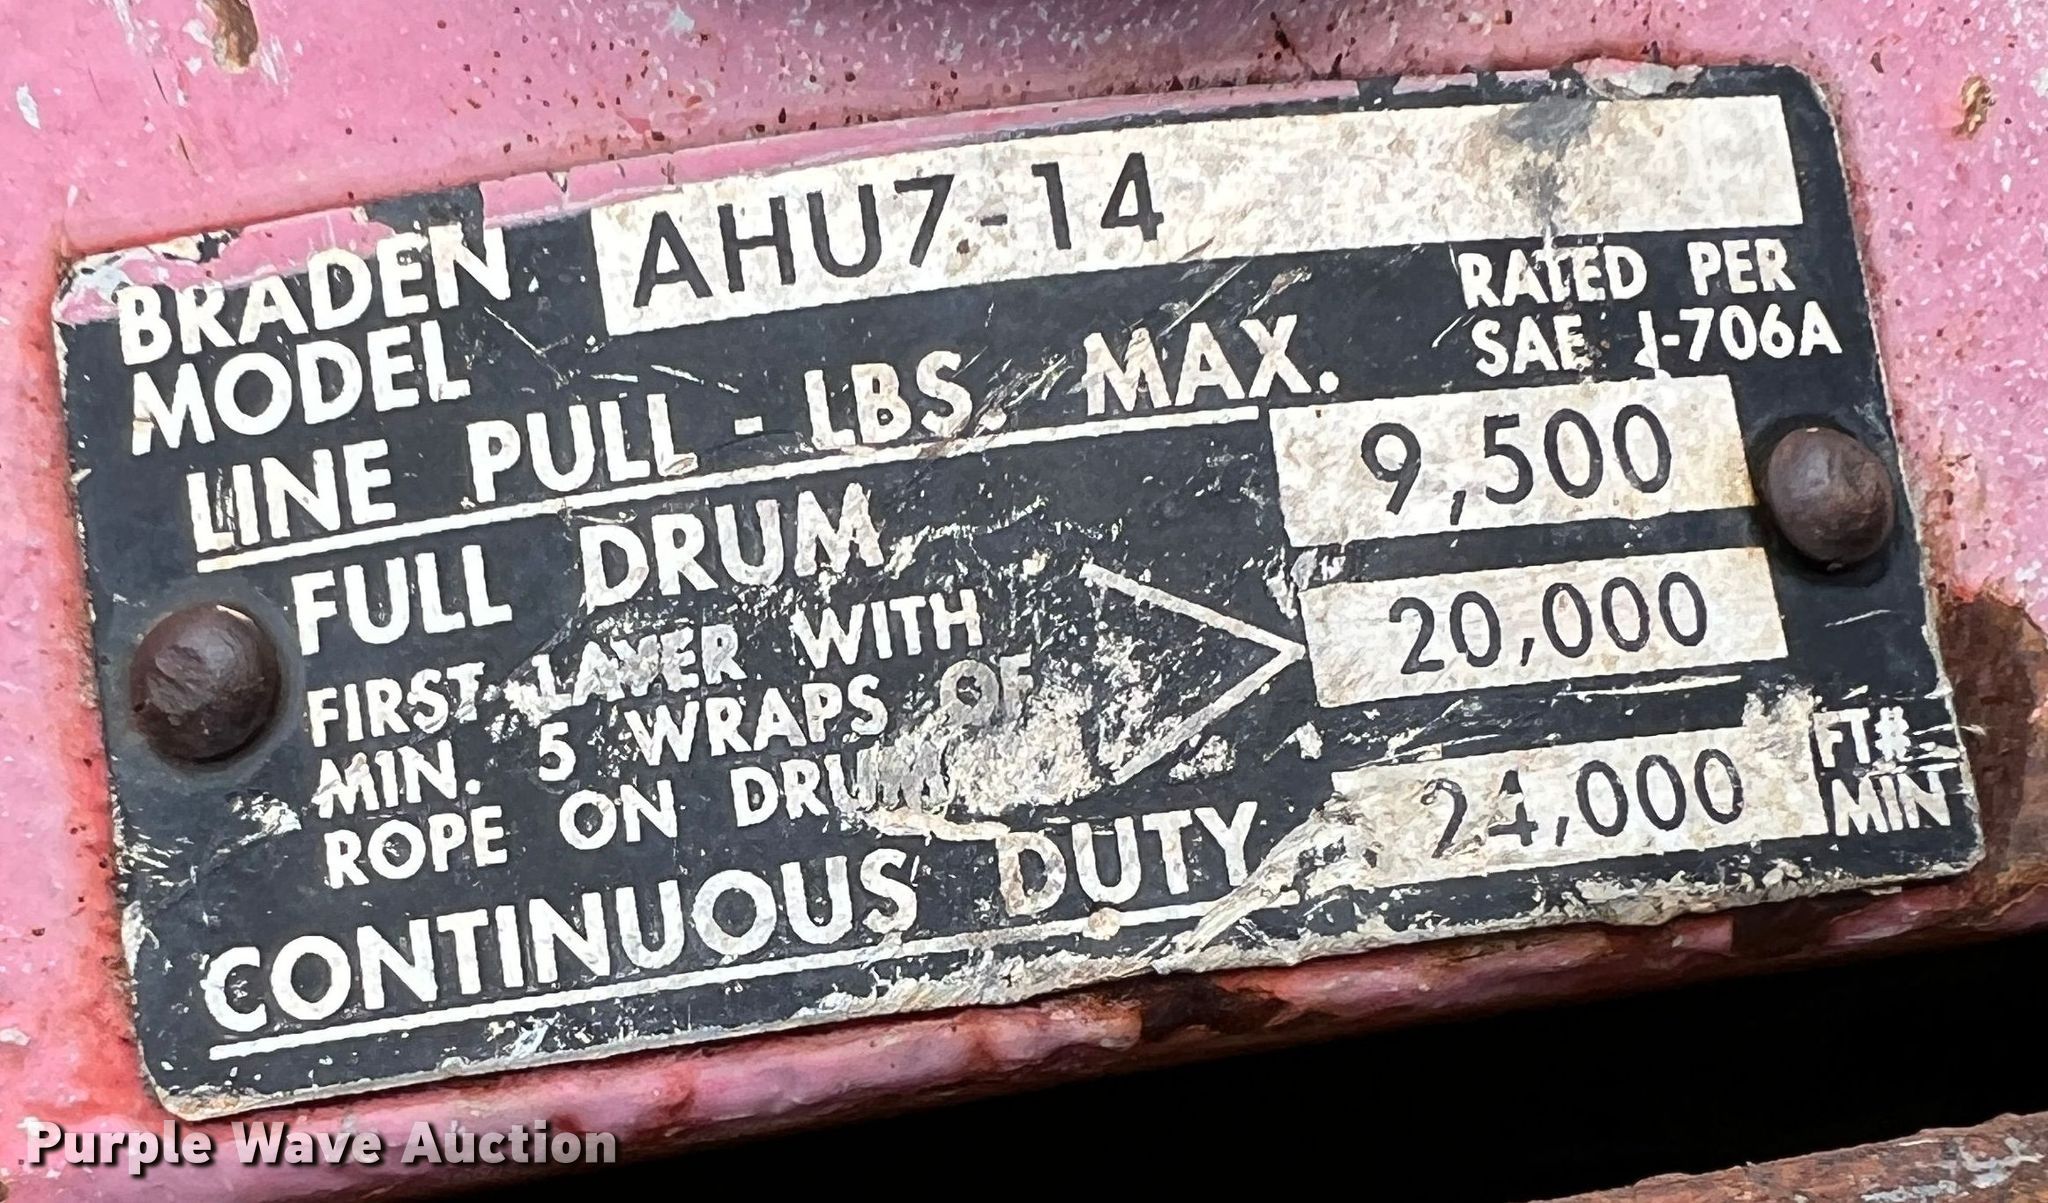 BRADEN MODEL AHU7-14
RATED PER
SAE J-706A
LINE PULL - LBS. MAX.
FULL DRUM 9,500
FIRST LAYER WITH
MIN. 5 WRAPS OF
ROPE ON DRUM
20,000
CONTINUOUS DUTY 24,000 FT#
MIN
Purple Wave Auction